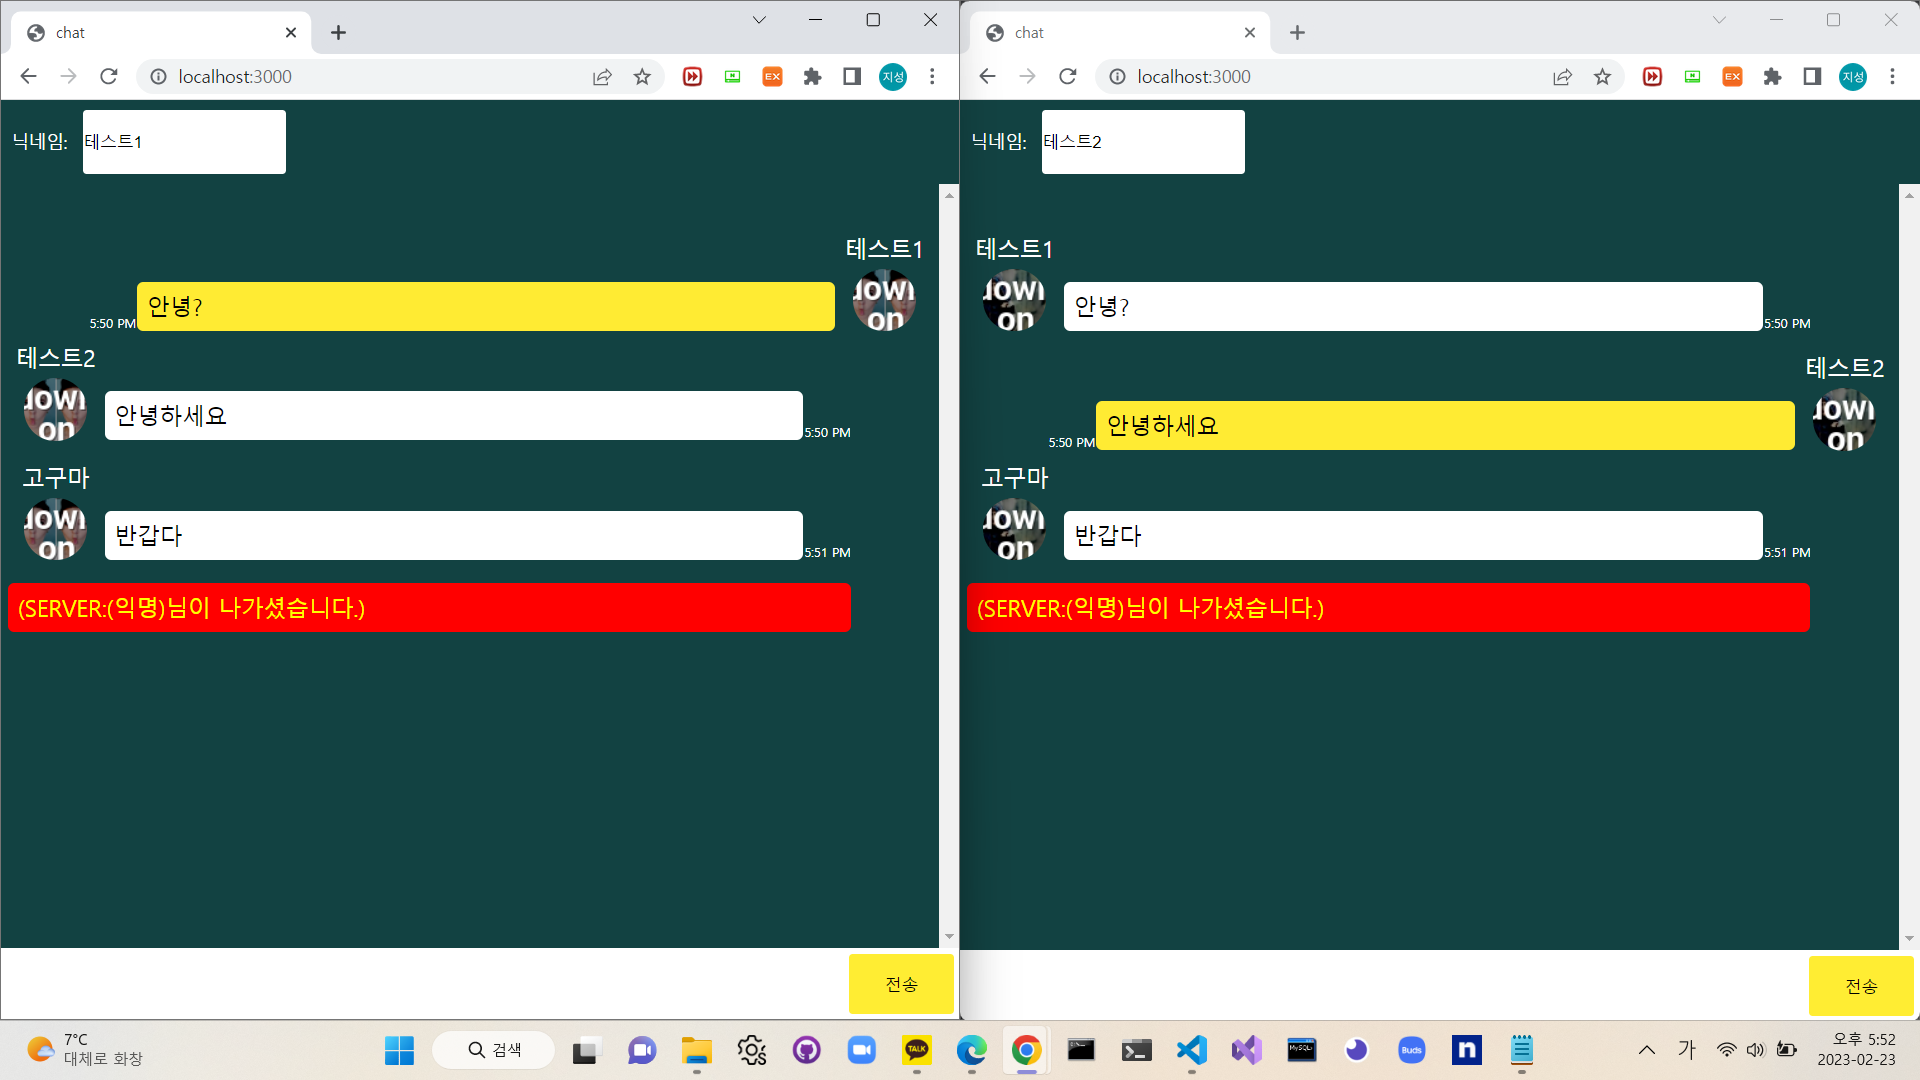 chat
localhost:3000
EX
지성
닉네임: 테스트1
테스트1
안녕?
5:50 PM
테스트2
안녕하세요
5:50 PM
고구마
반갑다
5:51 PM
(SERVER:(익명)님이 나가셨습니다.)
전송
chat
localhost:3000
EX
지성
닉네임: 테스트2
테스트1
안녕?
5:50 PM
테스트2
안녕하세요
5:50 PM
고구마
반갑다
5:51 PM
(SERVER:(익명)님이 나가셨습니다.)
전송
7°C
대체로 화창
검색
TALK
MySQL
Buds
n
가
오후 5:52
2023-02-23